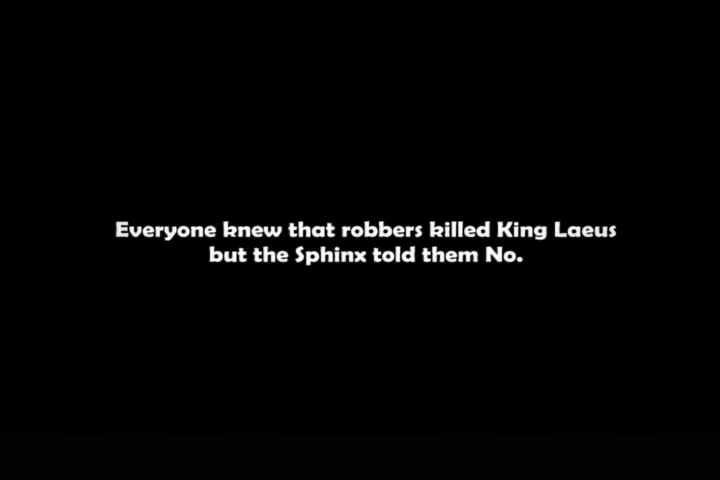 Everyone knew that robbers killed King Laeus
but the Sphinx told them No.